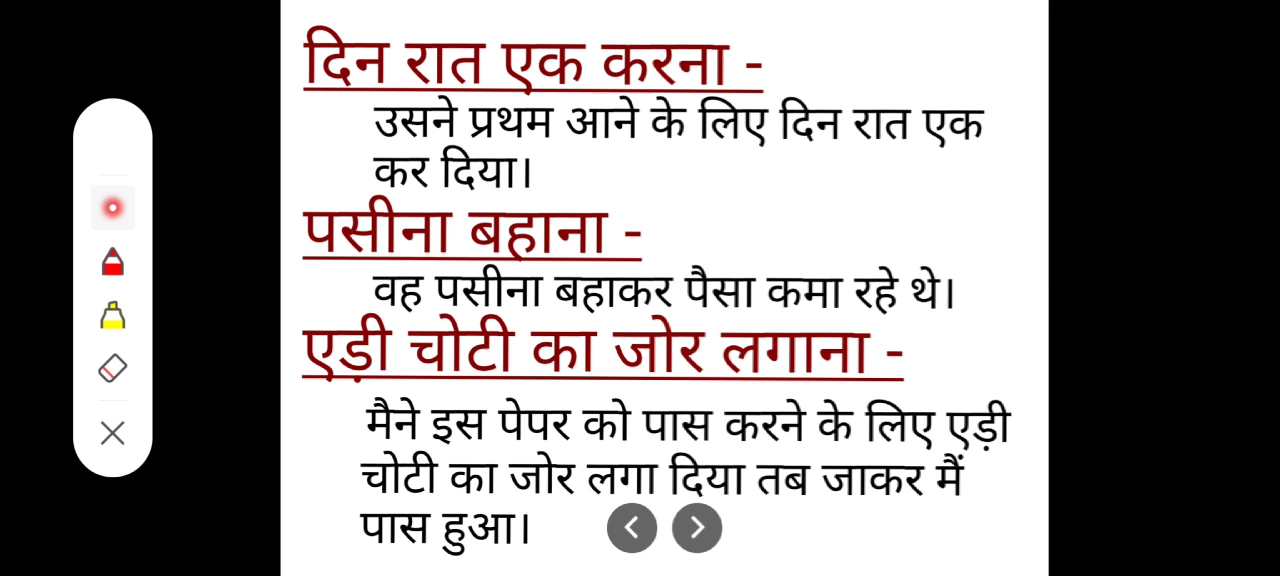 दिन रात एक करना -
उसने प्रथम आने के लिए दिन रात एक
कर दिया।
पसीना बहाना -
वह पसीना बहाकर पैसा कमा रहे थे।
एड़ी चोटी का जोर लगाना -
मैने इस पेपर को पास करने के लिए एड़ी
चोटी का जोर लगा दिया तब जाकर मैं
पास हुआ।